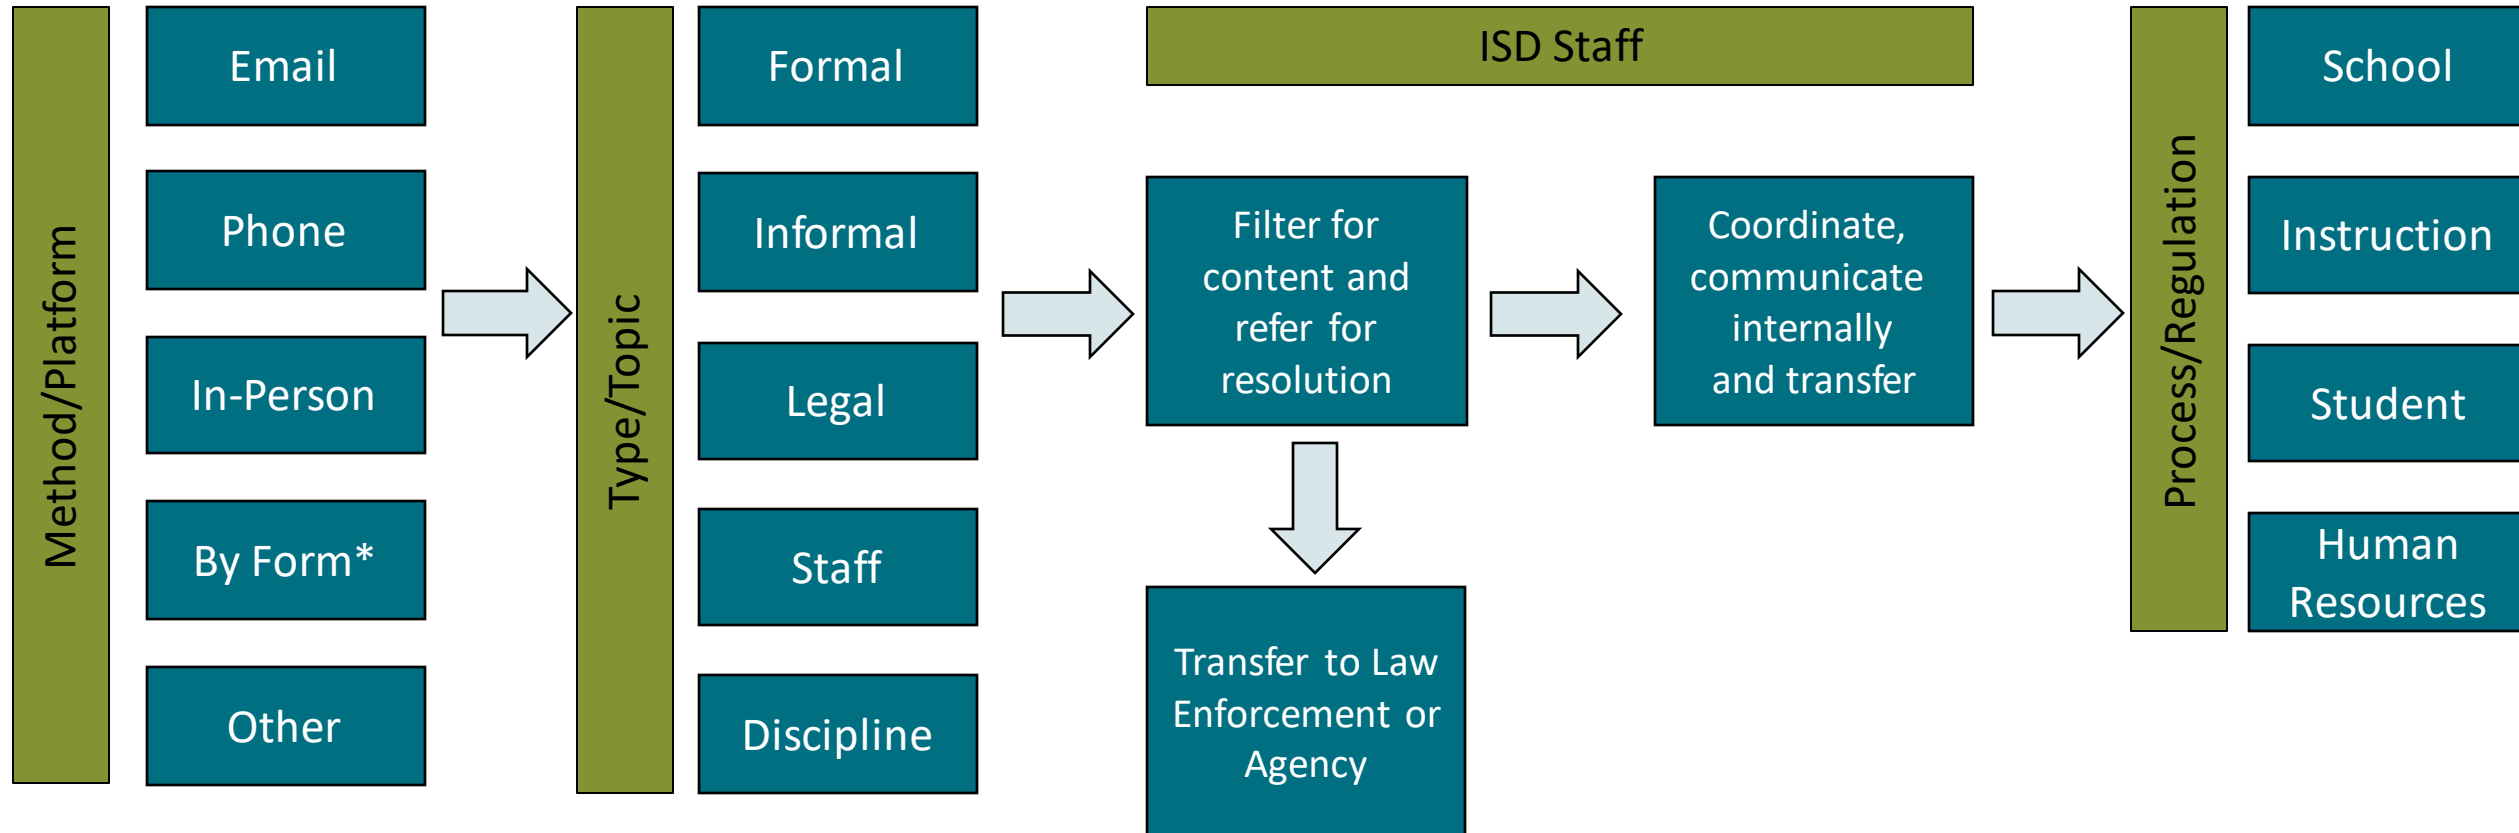 Method/Platform
Email
Phone
In-Person
By Form*
Other
Type/Topic
Formal
Informal
Legal
Staff
Discipline
ISD Staff
Filter for
content and
refer for
resolution
Transfer to Law
Enforcement or
Agency
Coordinate,
communicate
internally
and transfer
Process/Regulation
School
Instruction
Student
Human
Resources